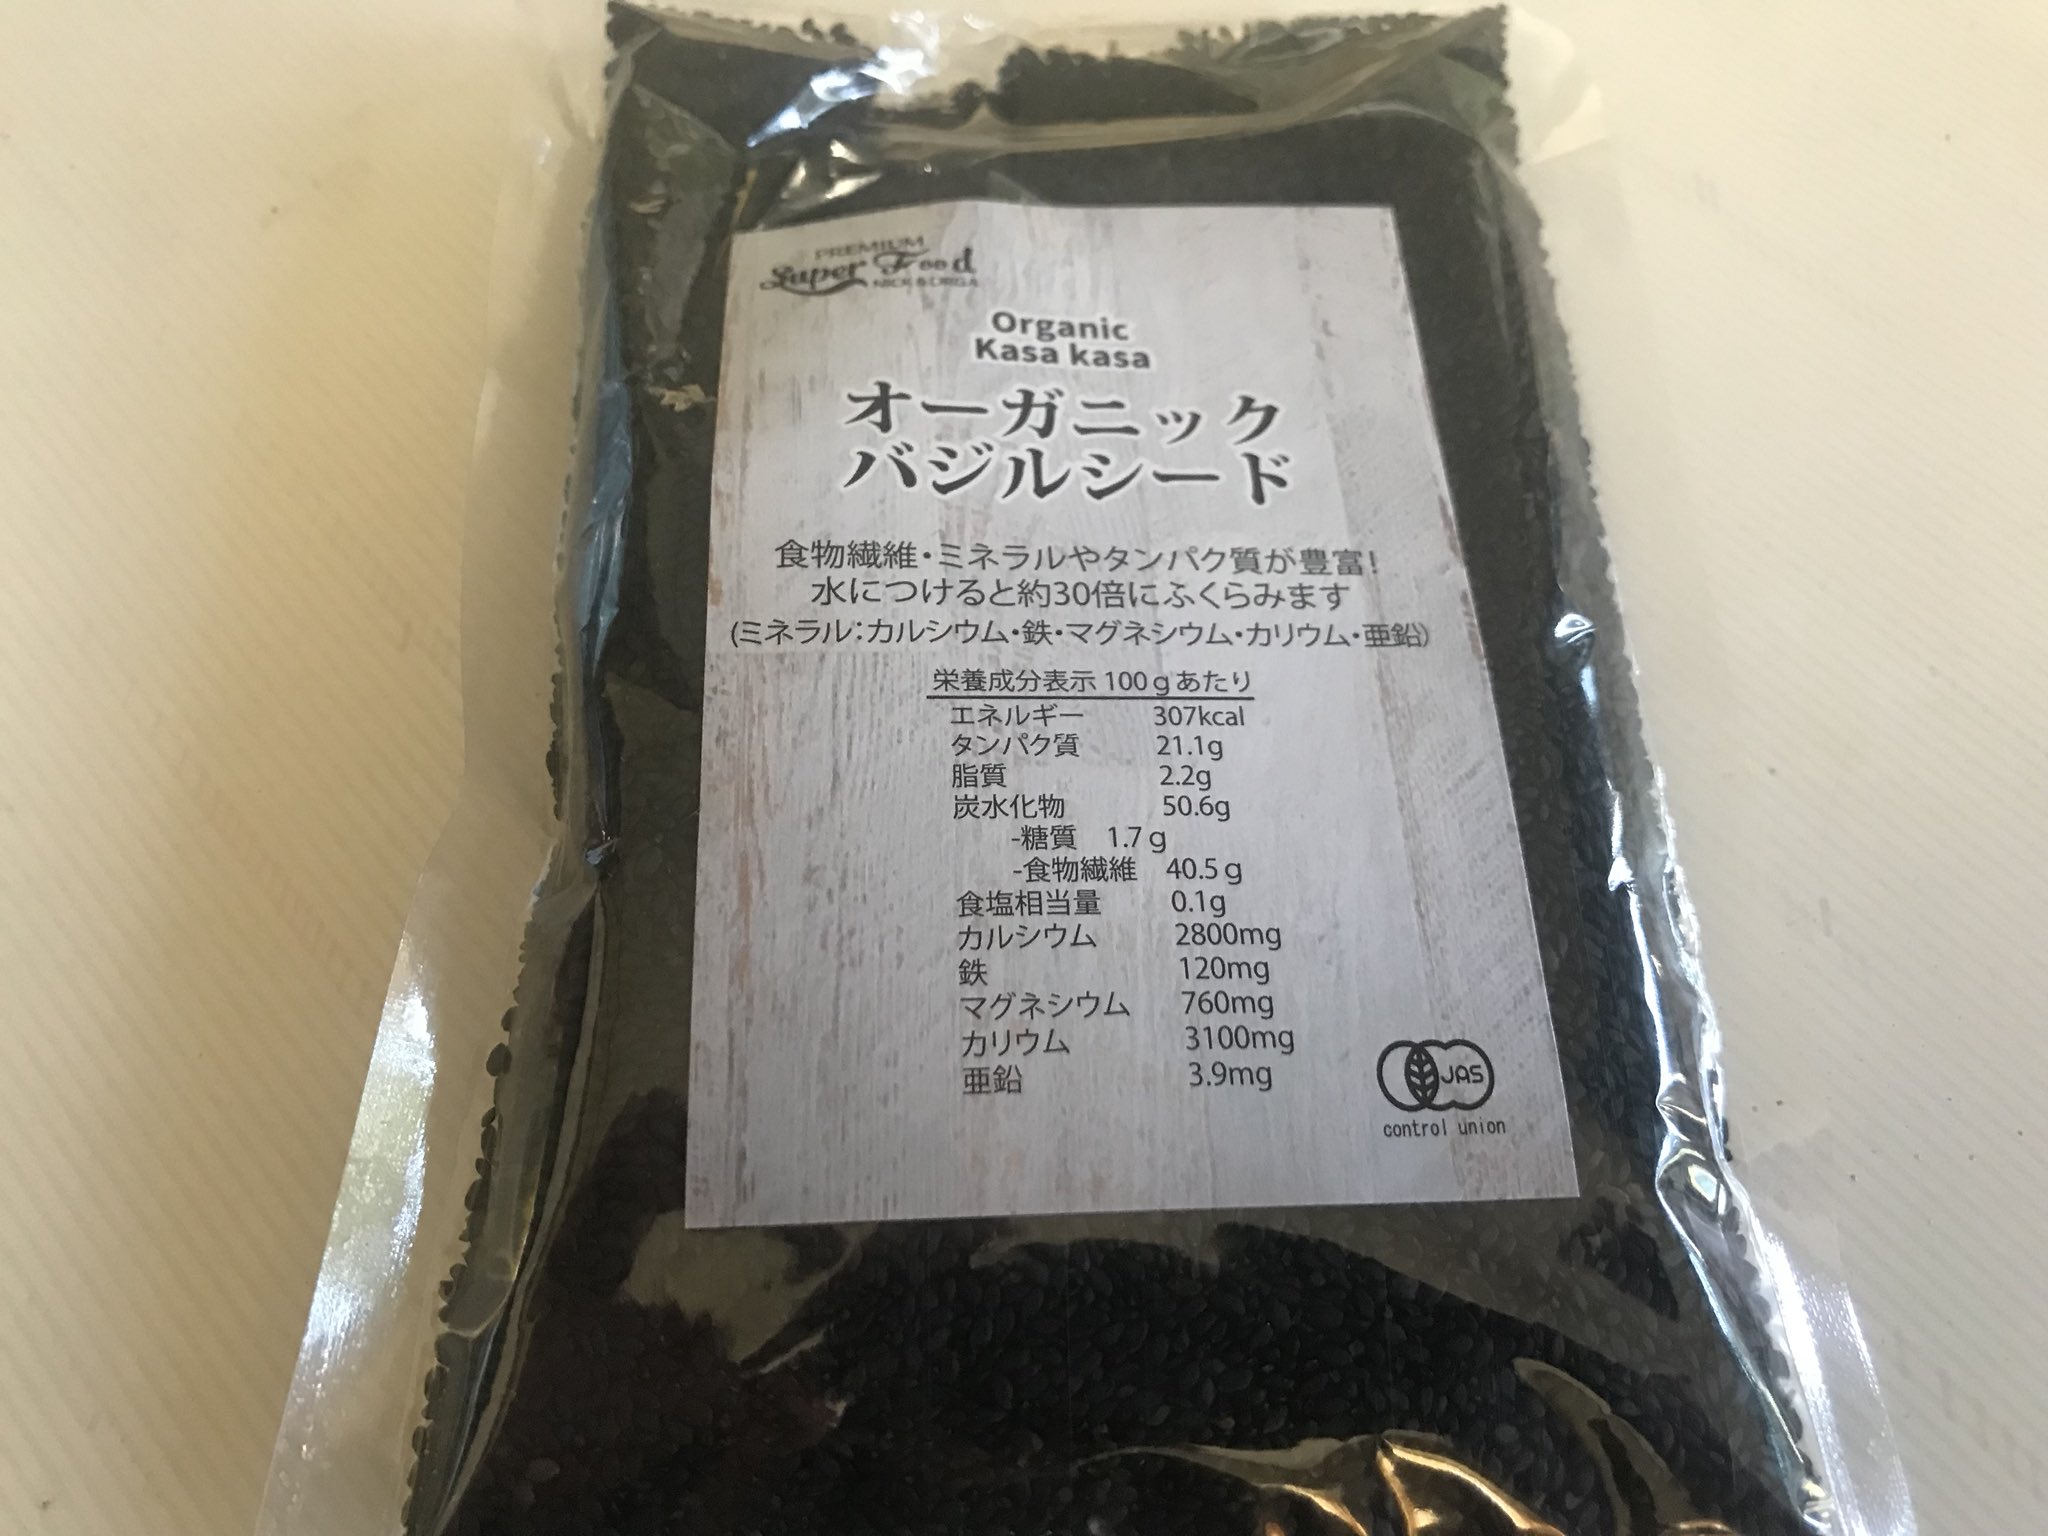 PREMIUM
Super Food
NICK & ORGA
Organic
Kasa kasa
オーガニック
バジルシード
食物繊維・ミネラルやタンパク質が豊富!
水につけると約30倍にふくらみます
(ミネラル:カルシウム・鉄・マグネシウム・カリウム・亜鉛)
栄養成分表示 100gあたり
エネルギー 307kcal
タンパク質 21.1g
脂質 2.2g
炭水化物 50.6g
-糖質 1.7g
-食物繊維 40.5g
食塩相当量 0.1g
カルシウム 2800mg
鉄 120mg
マグネシウム 760mg
カリウム 3100mg
亜鉛 3.9mg
JAS
control union